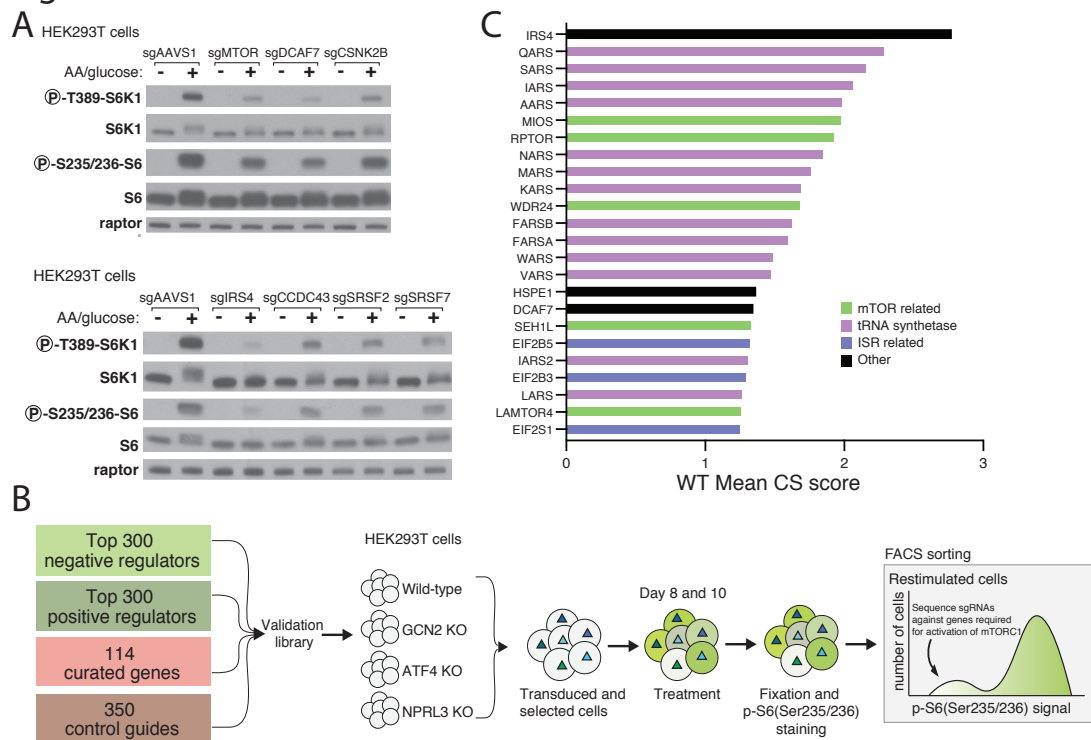 A
HEK293T cells
sgAAVS1 sgMTOR sgDCAF7 sgCSNK2B
AA/glucose: - + - + - + - +
Ⓟ-T389-S6K1
S6K1
Ⓟ-S235/236-S6
S6
raptor
HEK293T cells
sgAAVS1 sgIRS4 sgCCDC43 sgSRSF2 sgSRSF7
AA/glucose: - + - + - + - + - +
Ⓟ-T389-S6K1
S6K1
Ⓟ-S235/236-S6
S6
raptor
C
IRS4
QARS
SARS
IARS
AARS
MIOS
RPTOR
NARS
MARS
KARS
WDR24
FARSB
FARSA
WARS
VARS
HSPE1
DCAF7
SEH1L
EIF2B5
IARS2
EIF2B3
LARS
LAMTOR4
EIF2S1
mTOR related
tRNA synthetase
ISR related
Other
0 1 2 3
WT Mean CS score
B
Top 300
negative regulators
Top 300
positive regulators
114
curated genes
350
control guides
Validation
library
HEK293T cells
Wild-type
GCN2 KO
ATF4 KO
NPRL3 KO
Transduced and
selected cells
Day 8 and 10
Treatment
Fixation and
p-S6(Ser235/236)
staining
FACS sorting
Restimulated cells
Sequence sgRNAs
against genes required
for activation of mTORC1
number of cells
p-S6(Ser235/236) signal